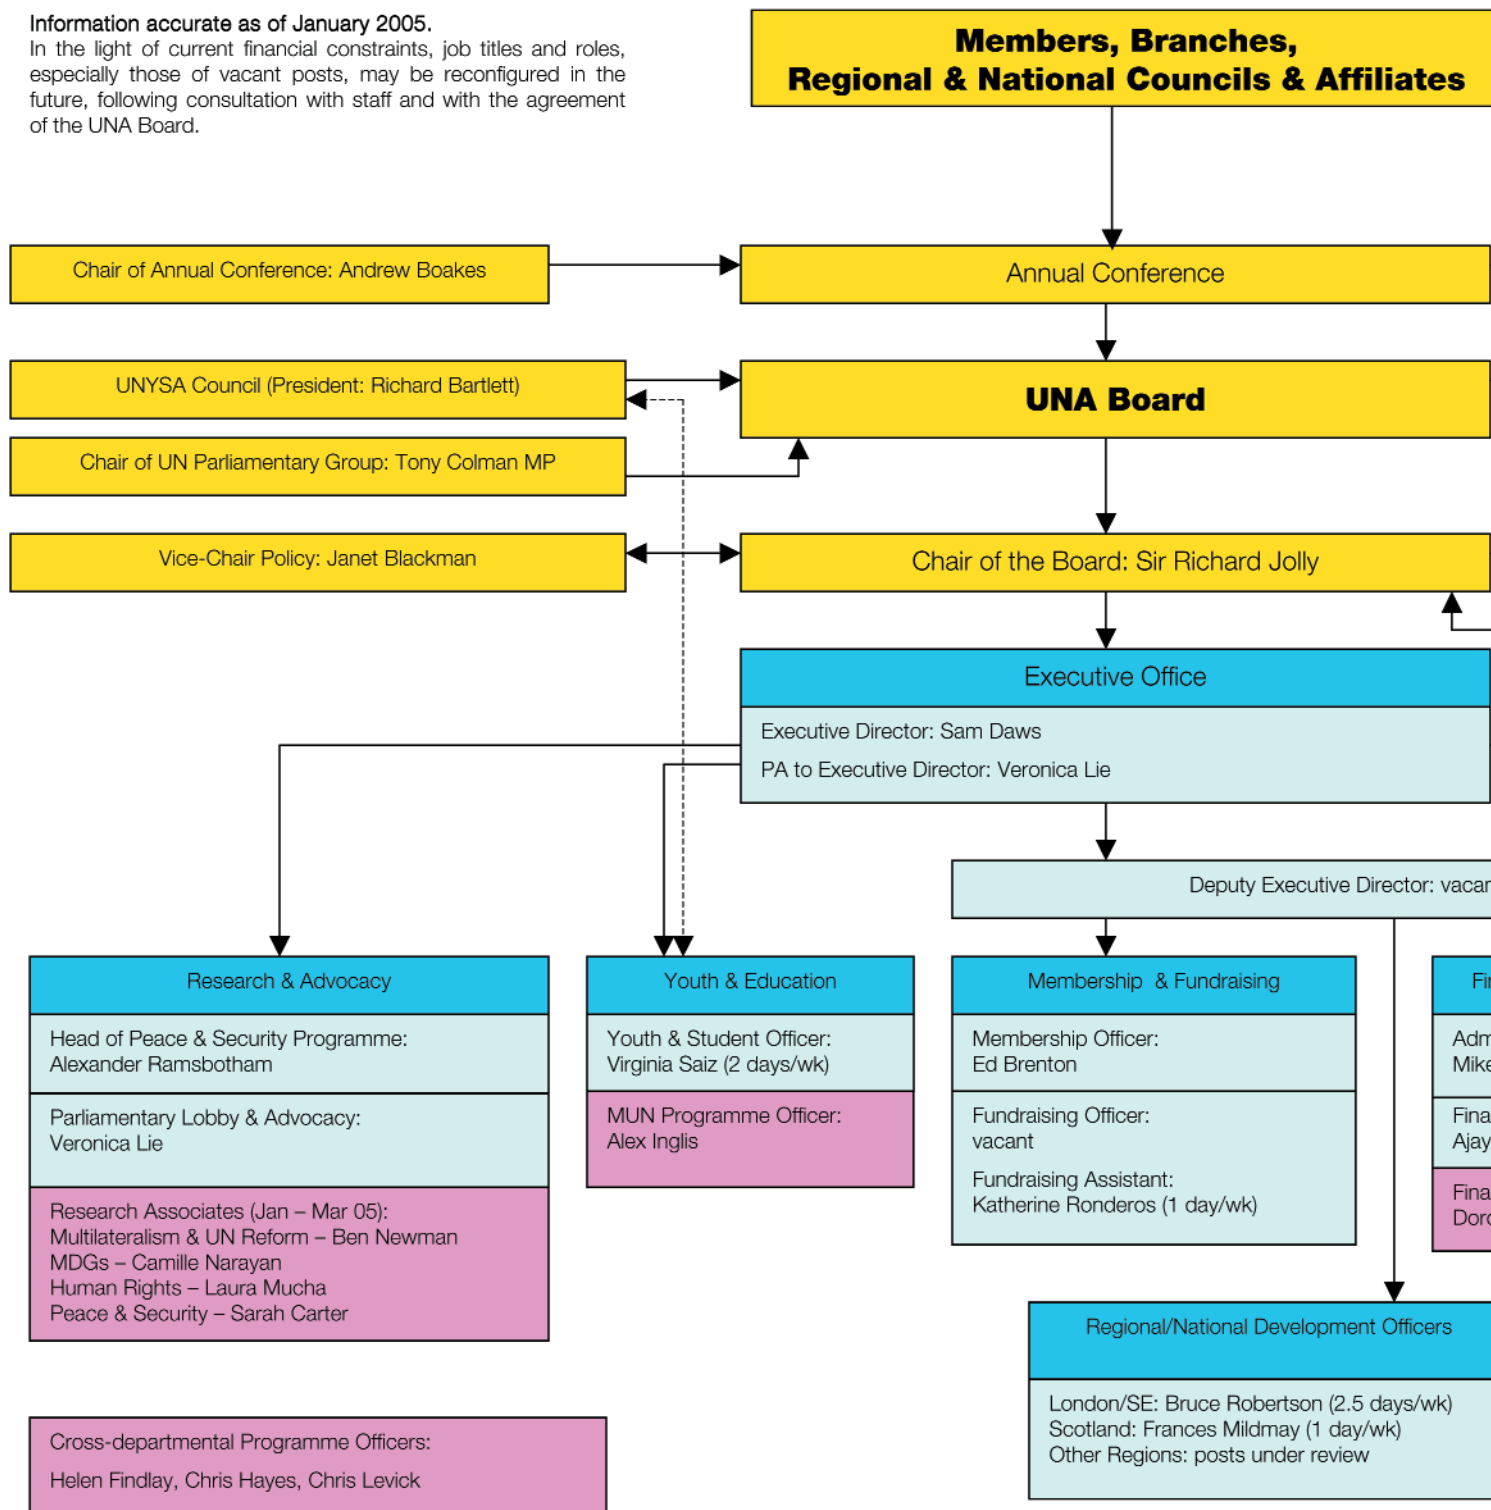 Information accurate as of January 2005.
In the light of current financial constraints, job titles and roles,
especially those of vacant posts, may be reconfigured in the
future, following consultation with staff and with the agreement
of the UNA Board.
Members, Branches,
Regional & National Councils & Affiliates
Chair of Annual Conference: Andrew Boakes
Annual Conference
UNYSA Council (President: Richard Bartlett)
UNA Board
Chair of UN Parliamentary Group: Tony Colman MP
Vice-Chair Policy: Janet Blackman
Chair of the Board: Sir Richard Jolly
Executive Office
Executive Director: Sam Daws
PA to Executive Director: Veronica Lie
Deputy Executive Director:
Research & Advocacy
Head of Peace & Security Programme:
Alexander Ramsbotham
Parliamentary Lobby & Advocacy:
Veronica Lie
Research Associates (Jan – Mar 05):
Multilateralism & UN Reform – Ben Newman
MDGs – Camille Narayan
Human Rights – Laura Mucha
Peace & Security – Sarah Carter
Youth & Education
Youth & Student Officer:
Virginia Saiz (2 days/wk)
MUN Programme Officer:
Alex Inglis
Membership & Fundraising
Membership Officer:
Ed Brenton
Fundraising Officer:
vacant
Fundraising Assistant:
Katherine Ronderos (1 day/wk)
Mike
Ajay
Regional/National Development Officers
London/SE: Bruce Robertson (2.5 days/wk)
Scotland: Frances Mildmay (1 day/wk)
Other Regions: posts under review
Cross-departmental Programme Officers:
Helen Findlay, Chris Hayes, Chris Levick